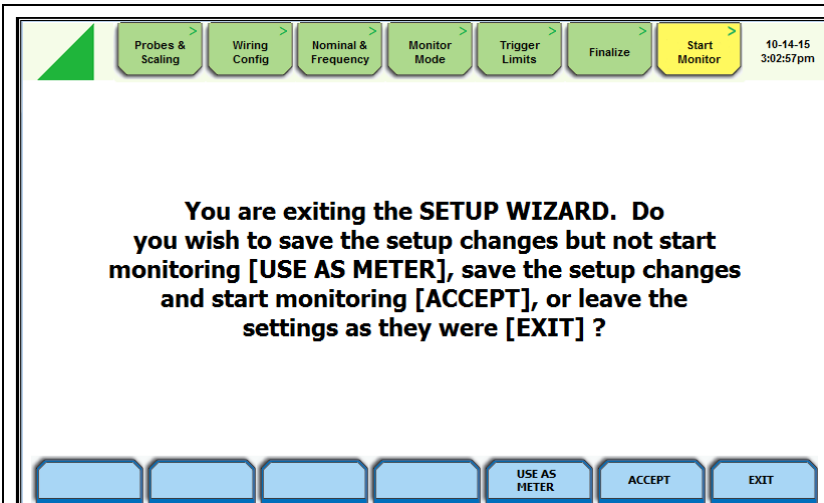 Probes & Scaling
Wiring Config
Nominal & Frequency
Monitor Mode
Trigger Limits
Finalize
Start Monitor
10-14-15
3:02:57pm
You are exiting the SETUP WIZARD. Do
you wish to save the setup changes but not start
monitoring [USE AS METER], save the setup changes
and start monitoring [ACCEPT], or leave the
settings as they were [EXIT] ?
USE AS METER
ACCEPT
EXIT